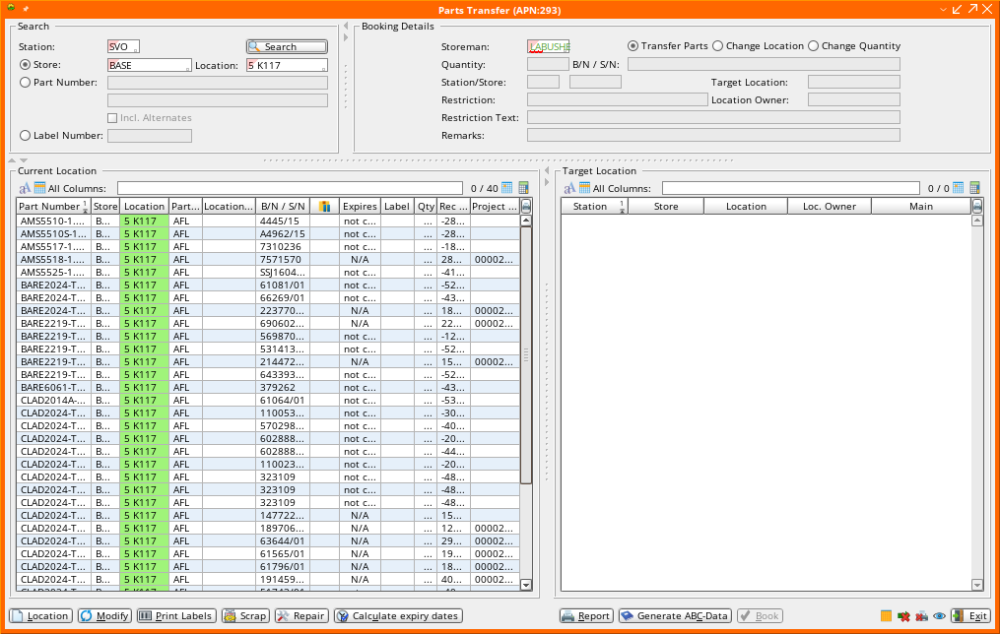 Parts Transfer (APN:293)
Search
Station: SVO Search
Store: BASE Location: 5 K117
Part Number:
Incl. Alternates
Label Number:
Booking Details
Storeman: LABUSHE Transfer Parts Change Location Change Quantity
Quantity: B/N / S/N:
Station/Store: Target Location:
Restriction: Location Owner:
Restriction Text:
Remarks:
Current Location
All Columns: 0 / 40
Part Number 1 Store Location Part... Location... B/N / S/N Expires Label Qty Rec ... Project ...
AMS5510-1.... B... 5 K117 AFL 4445/15 not c... ... -28...
AMS5510S-1... B... 5 K117 AFL A4962/15 not c... ... -28...
AMS5517-1.... B... 5 K117 AFL 7310236 not c... ... -18...
AMS5518-1.... B... 5 K117 AFL 7571570 N/A ... 28... 00002...
AMS5525-1.... B... 5 K117 AFL SSJ1604... not c... ... -41...
BARE2024-T... B... 5 K117 AFL 61081/01 not c... ... -52...
BARE2024-T... B... 5 K117 AFL 66269/01 not c... ... -43...
BARE2024-T... B... 5 K117 AFL 223770... N/A ... 18... 00002...
BARE2219-T... B... 5 K117 AFL 690602... N/A ... 22... 00002...
BARE2219-T... B... 5 K117 AFL 569870... not c... ... -12...
BARE2219-T... B... 5 K117 AFL 531413... not c... ... -52...
BARE2219-T... B... 5 K117 AFL 214472... N/A ... 15... 00002...
BARE2219-T... B... 5 K117 AFL 643393... not c... ... -52...
BARE6061-T... B... 5 K117 AFL 379262 not c... ... -43...
CLAD2014A-... B... 5 K117 AFL 61064/01 not c... ... -53...
CLAD2024-T... B... 5 K117 AFL 110053... not c... ... -30...
CLAD2024-T... B... 5 K117 AFL 570298... not c... ... -40...
CLAD2024-T... B... 5 K117 AFL 602888... not c... ... -20...
CLAD2024-T... B... 5 K117 AFL 602888... not c... ... -44...
CLAD2024-T... B... 5 K117 AFL 110023... not c... ... -20...
CLAD2024-T... B... 5 K117 AFL 323109 not c... ... -48...
CLAD2024-T... B... 5 K117 AFL 323109 not c... ... -48...
CLAD2024-T... B... 5 K117 AFL 323109 not c... ... -48...
CLAD2024-T... B... 5 K117 AFL 147722... N/A ... 15...
CLAD2024-T... B... 5 K117 AFL 189706... N/A ... 12... 00002...
CLAD2024-T... B... 5 K117 AFL 63644/01 N/A ... 29... 00002...
CLAD2024-T... B... 5 K117 AFL 61565/01 N/A ... 19... 00002...
CLAD2024-T... B... 5 K117 AFL 61796/01 N/A ... 18... 00002...
CLAD2024-T... B... 5 K117 AFL 191459... N/A ... 40... 00002...
Target Location
All Columns: 0 / 0
Station 1 Store Location Loc. Owner Main
Location Modify Print Labels Scrap Repair Calculate expiry dates Report Generate ABC-Data Book Exit